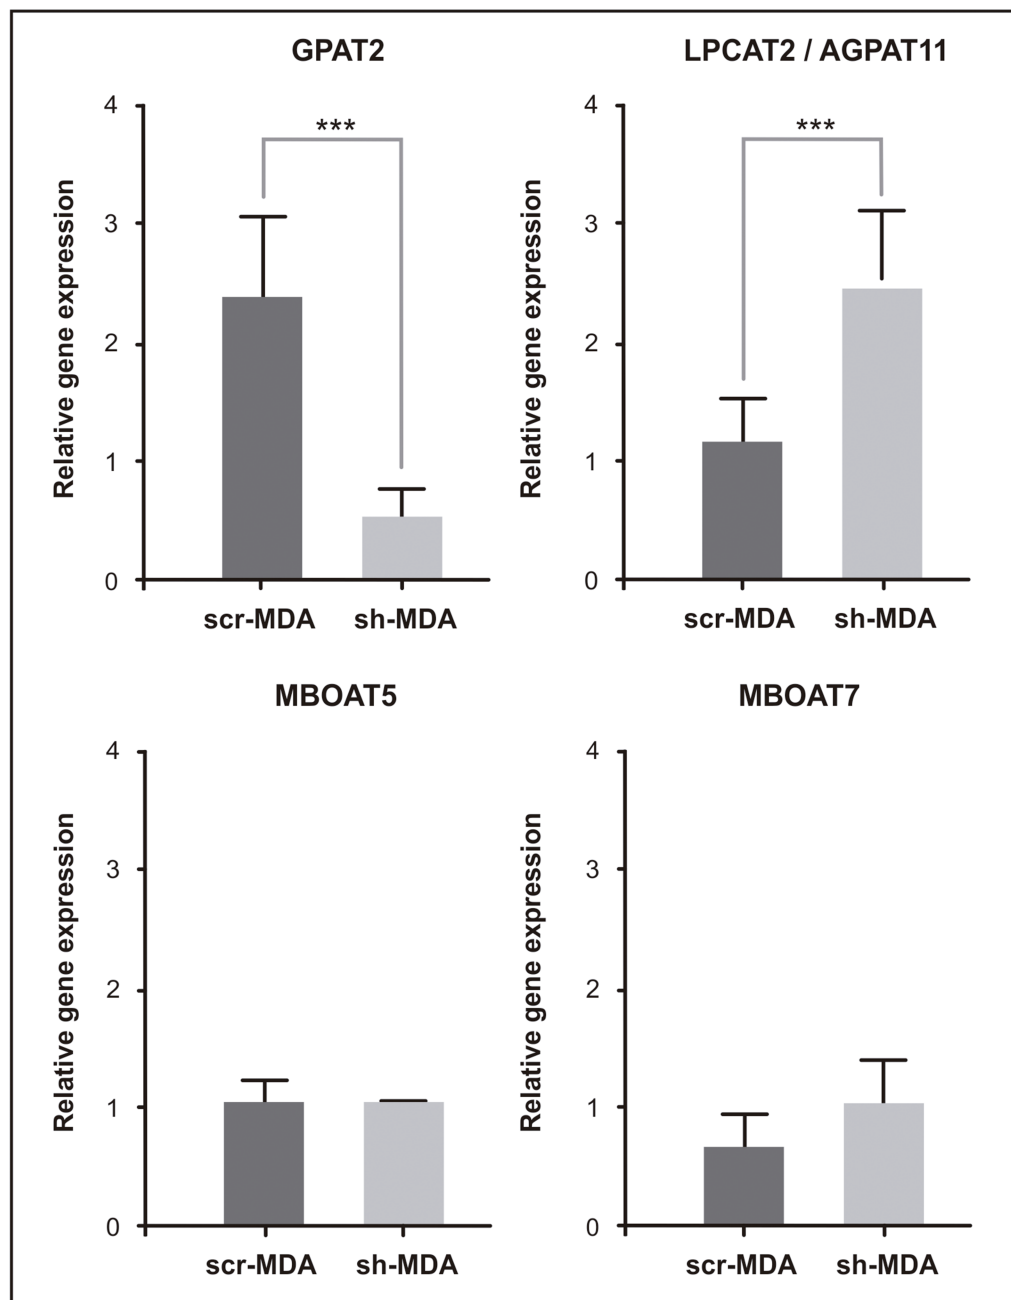 GPAT2
Relative gene expression
4
3
2
1
0
***
scr-MDA sh-MDA
LPCAT2 / AGPAT11
Relative gene expression
4
3
2
1
0
***
scr-MDA sh-MDA
MBOAT5
Relative gene expression
4
3
2
1
0
scr-MDA sh-MDA
MBOAT7
Relative gene expression
4
3
2
1
0
scr-MDA sh-MDA